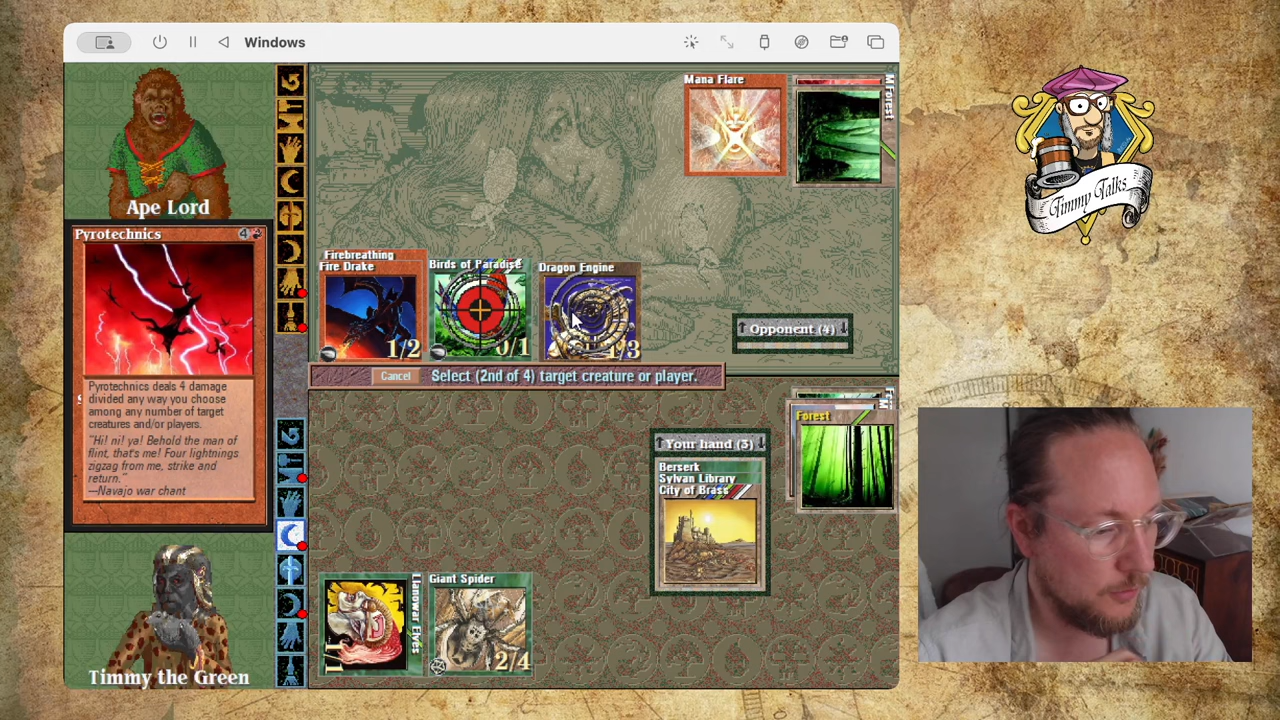 Windows
Ape Lord
Pyrotechnics
4
Pyrotechnics deals 4 damage
divided any way you choose
among any number of target
creatures and/or players.
"Hi! ni! ya! Behold the man of
flint, that's me! Four lightnings
zigzag from me, strike and
return."
—Navajo war chant
Timmy the Green
Mana Flare
Forest
Firebreathing
Fire Drake
1/2
Birds of Paradise
0/1
Dragon Engine
1/3
Opponent (4)
Cancel
Select (2nd of 4) target creature or player.
Your hand (3)
Berserk
Sylvan Library
City of Brass
Forest
Llanowar Elves
1/1
Giant Spider
2/4
Timmy Talks